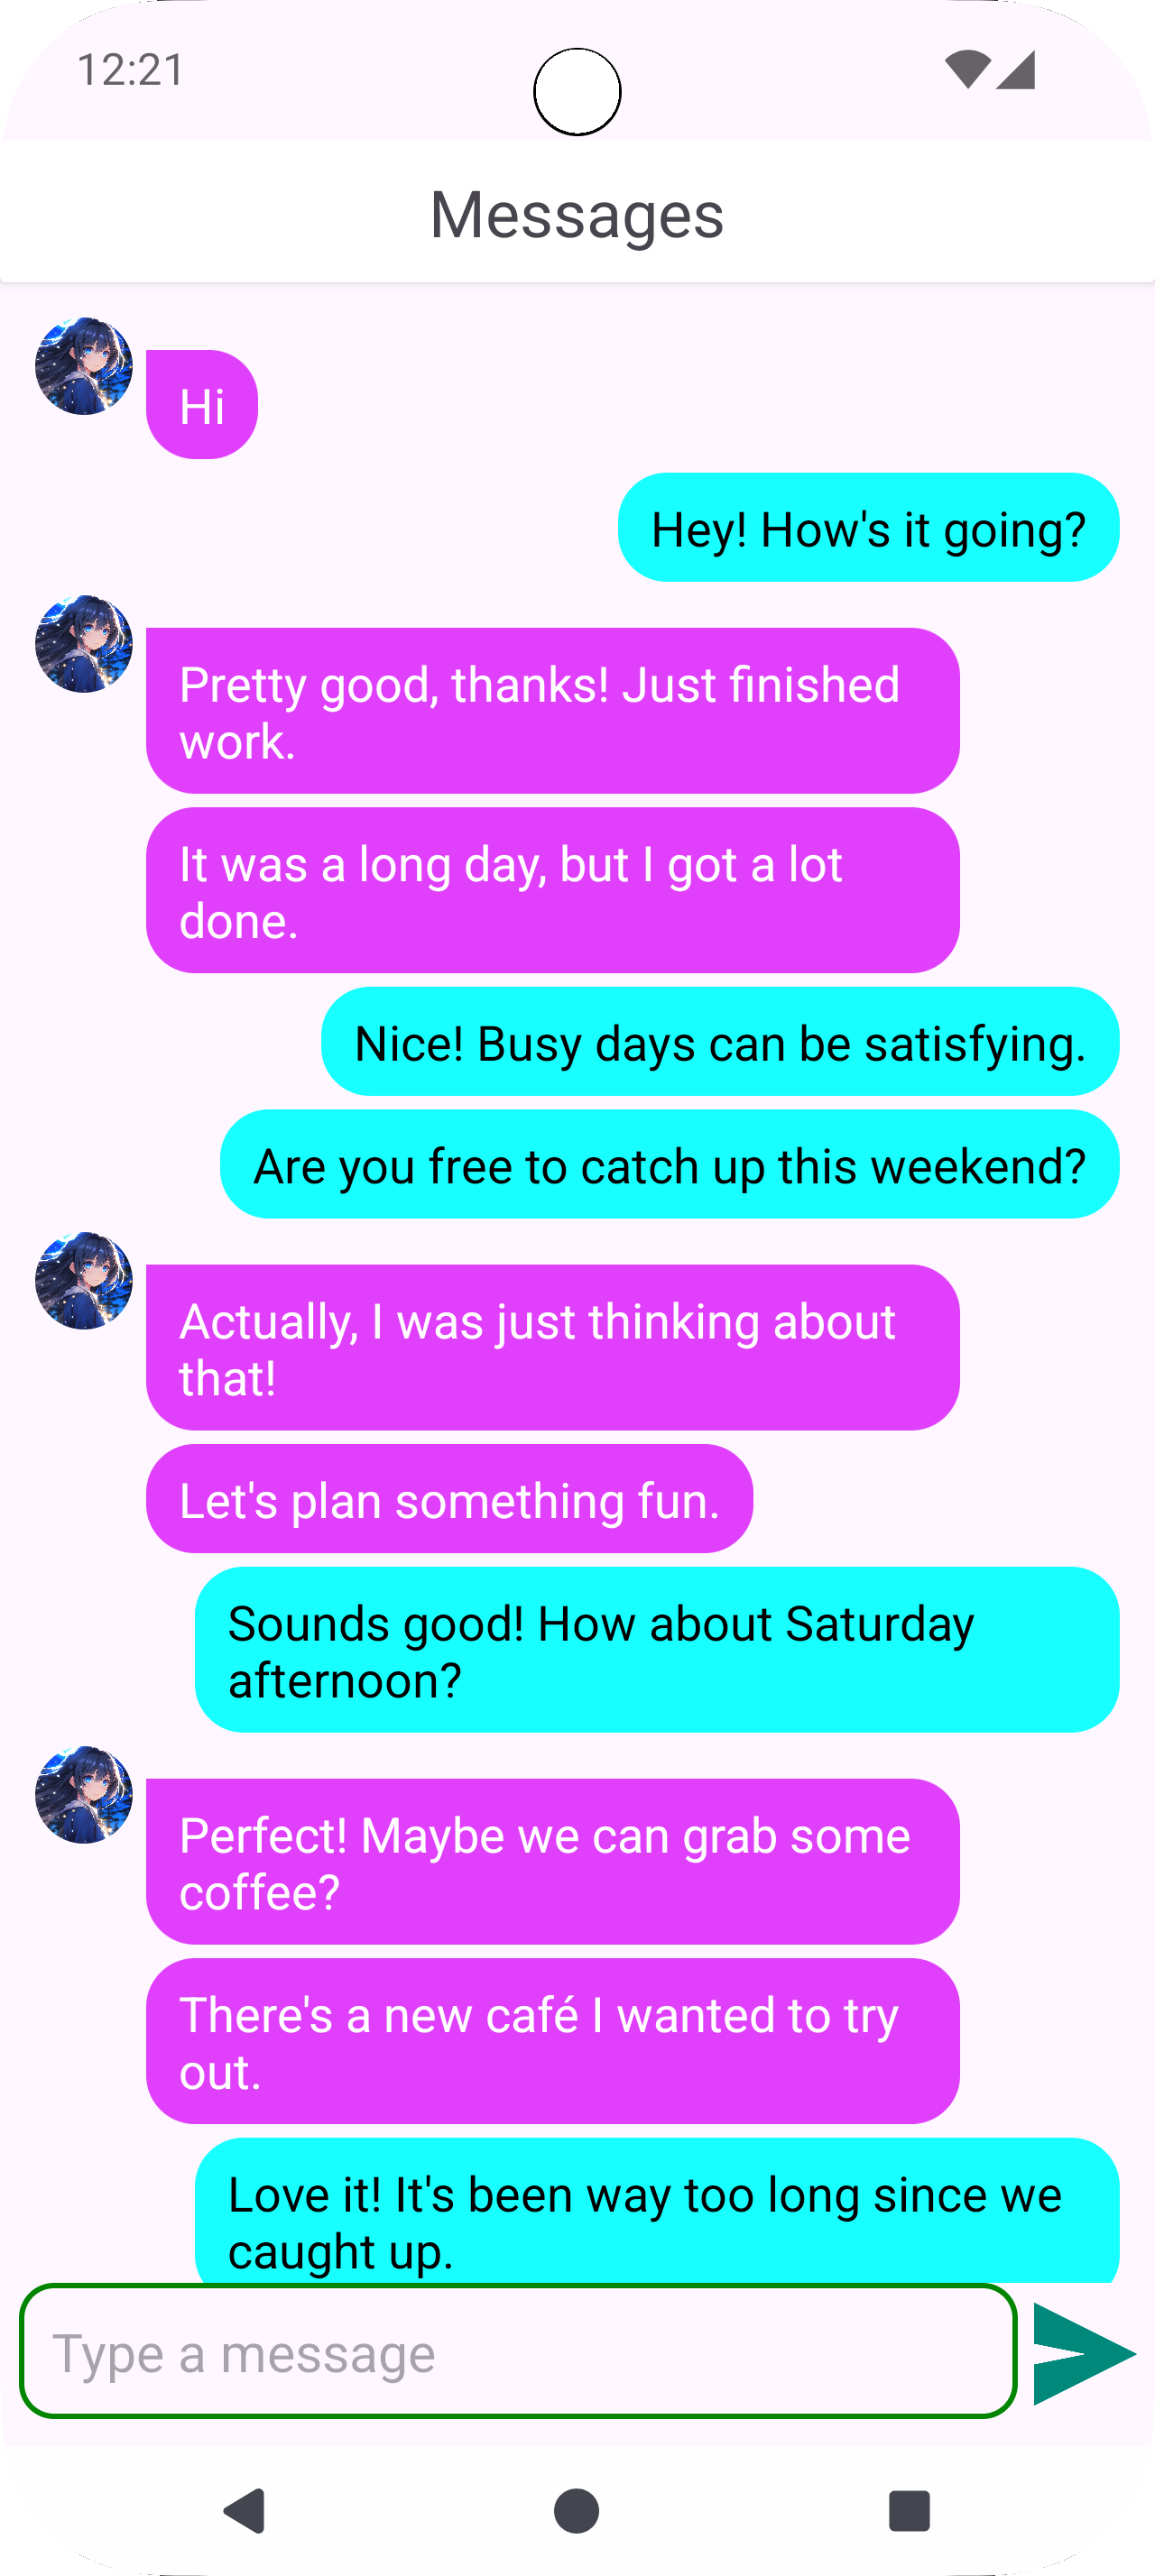 12:21
Messages
Hi
Hey! How's it going?
Pretty good, thanks! Just finished
work.
It was a long day, but I got a lot
done.
Nice! Busy days can be satisfying.
Are you free to catch up this weekend?
Actually, I was just thinking about
that!
Let's plan something fun.
Sounds good! How about Saturday
afternoon?
Perfect! Maybe we can grab some
coffee?
There's a new café I wanted to try
out.
Love it! It's been way too long since we
caught up.
Type a message